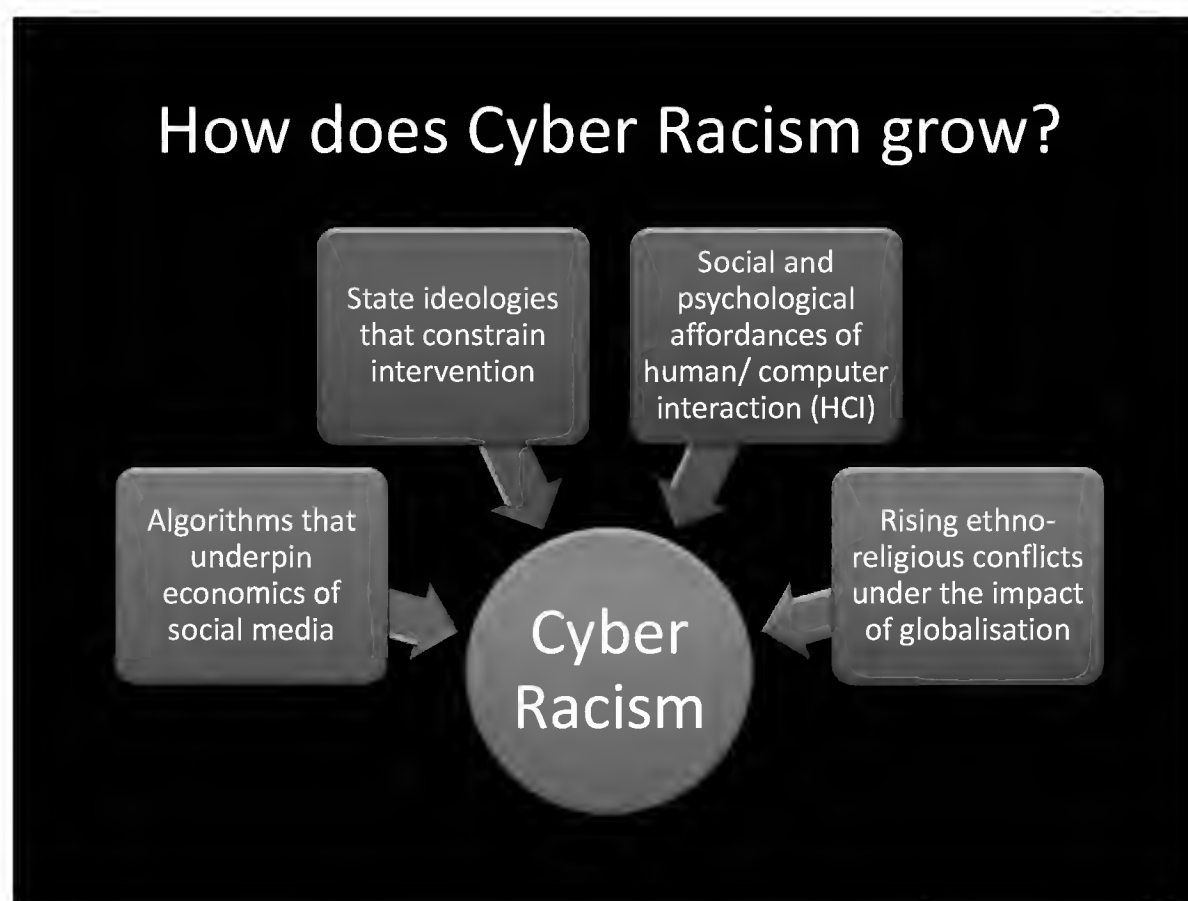 How does Cyber Racism grow?
Algorithms that
underpin
economics of
social media
State ideologies
that constrain
intervention
Social and
psychological
affordances of
human/ computer
interaction (HCI)
Rising ethno-
religious conflicts
under the impact
of globalisation
Cyber
Racism